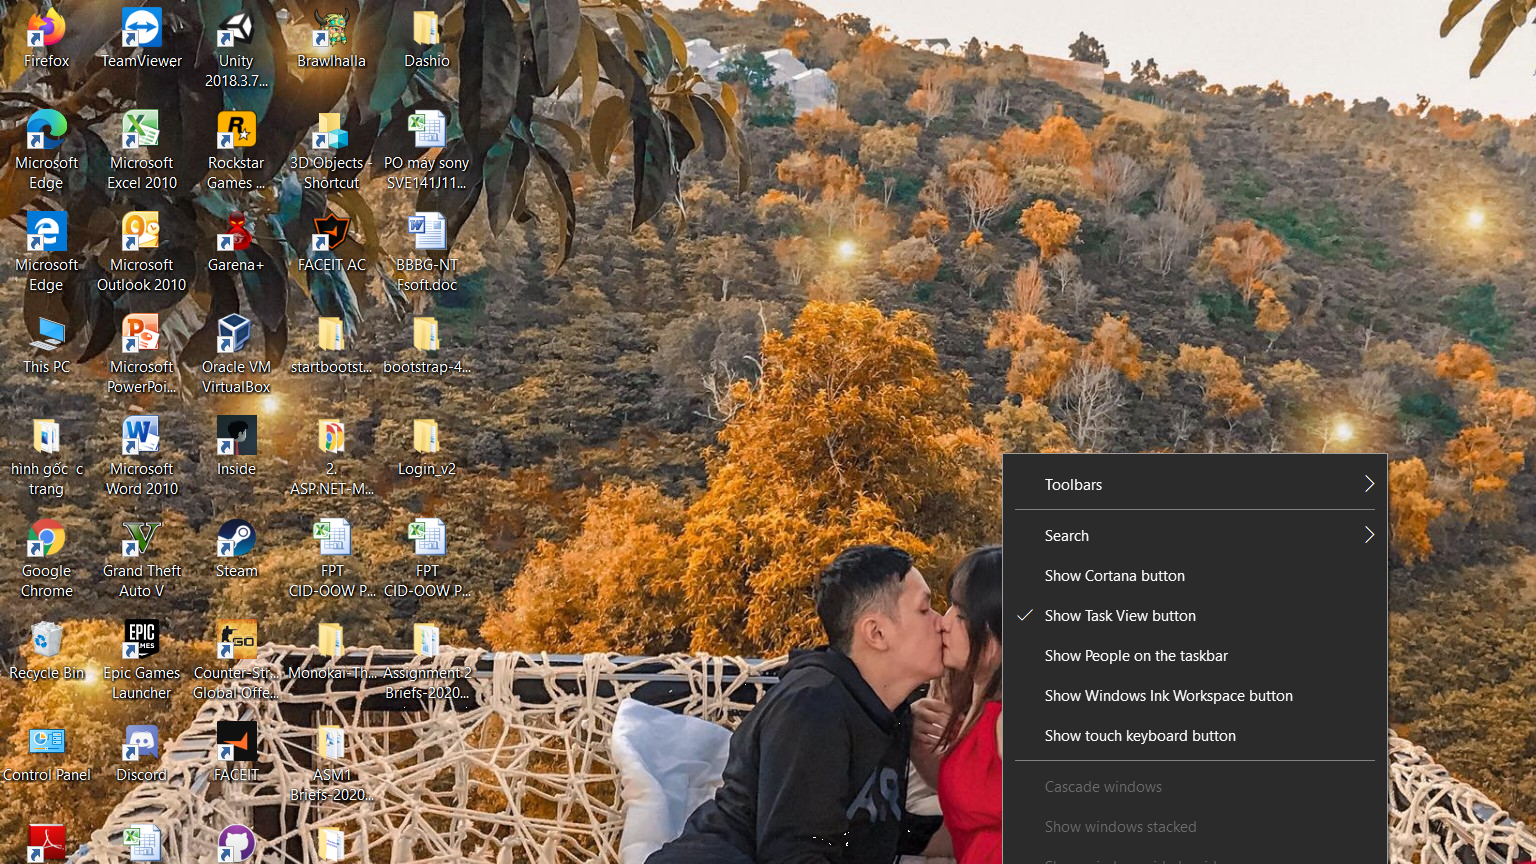 Firefox
TeamViewer
Unity
2018.3.7...
Brawlhalla
Dashio
Microsoft
Edge
Microsoft
Excel 2010
Rockstar
Games ...
3D Objects -
Shortcut
PO máy sony
SVE141J11...
Microsoft
Edge
Microsoft
Outlook 2010
Garena+
FACEIT AC
BBBG-NT
Fsoft.doc
This PC
Microsoft
PowerPoi...
Oracle VM
VirtualBox
startbootst...
bootstrap-4...
hình gốc c
trang
Microsoft
Word 2010
Inside
2.
ASP.NET-M...
Login_v2
Google
Chrome
Grand Theft
Auto V
Steam
FPT
CID-OOW P...
FPT
CID-OOW P...
Recycle Bin
EPIC
GAMES
Epic Games
Launcher
GO
Counter-Str...
Global Offe...
Monokai-Th...
Assignment 2
Briefs-2020...
Control Panel
Discord
FACEIT
ASM1
Briefs-2020...
Toolbars
Search
Show Cortana button
Show Task View button
Show People on the taskbar
Show Windows Ink Workspace button
Show touch keyboard button
Cascade windows
Show windows stacked